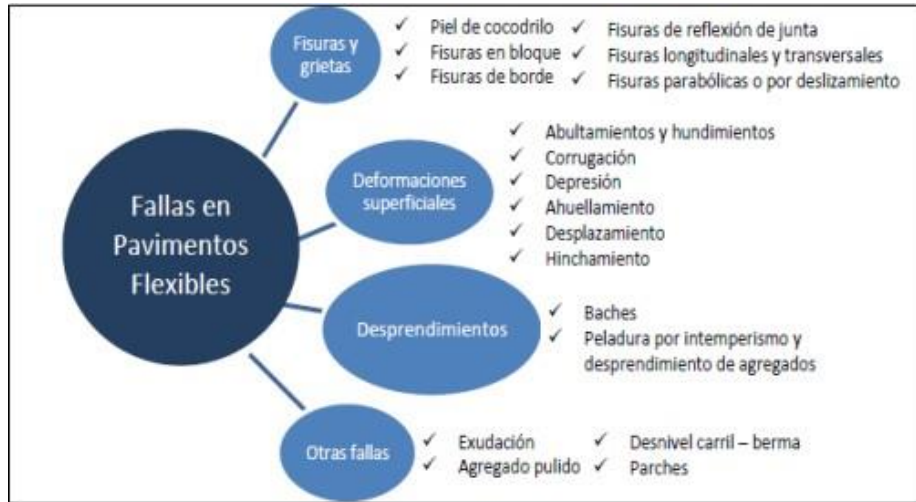 Fallas en
Pavimentos
Flexibles
Fisuras y
grietas
✓ Piel de cocodrilo
✓ Fisuras en bloque
✓ Fisuras de borde
✓ Fisuras de reflexión de junta
✓ Fisuras longitudinales y transversales
✓ Fisuras parabólicas o por deslizamiento
Deformaciones
superficiales
✓ Abultamientos y hundimientos
✓ Corrugación
✓ Depresión
✓ Ahuellamiento
✓ Desplazamiento
✓ Hinchamiento
Desprendimientos
✓ Baches
✓ Peladura por intemperismo y
desprendimiento de agregados
Otras fallas
✓ Exudación
✓ Agregado pulido
✓ Desnivel carril – berma
✓ Parches